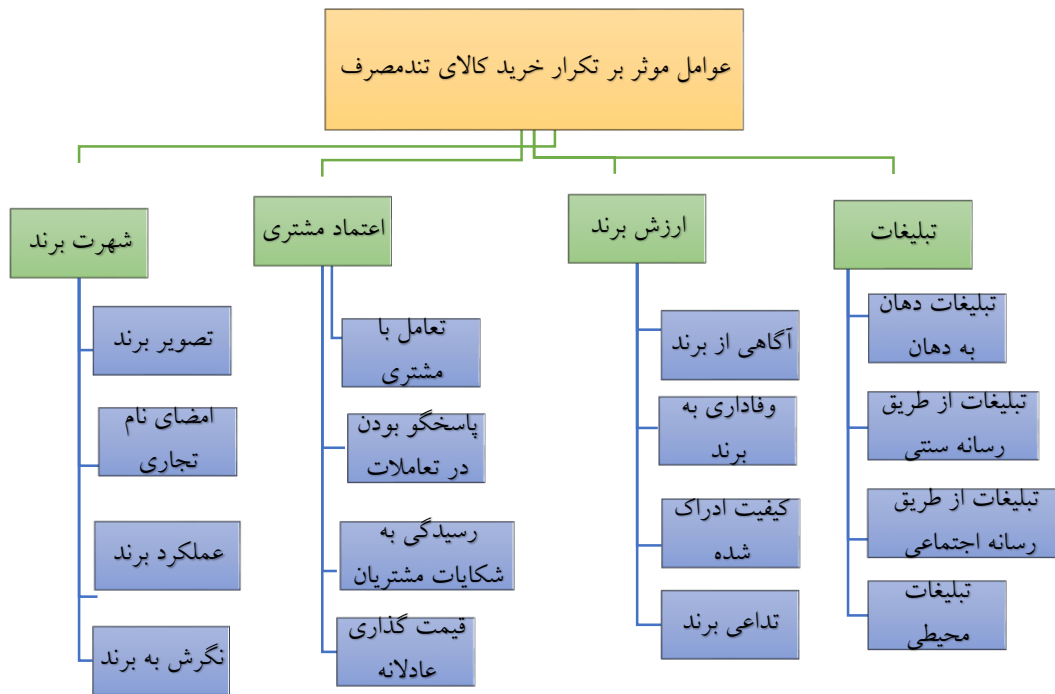 عوامل موثر بر تکرار خرید کالای تندمصرف
تبلیغات
تبلیغات دهان
به دهان
تبلیغات از طریق
رسانه سنتی
تبلیغات از طریق
رسانه اجتماعی
تبلیغات
محیطی
ارزش برند
آگاهی از برند
وفاداری به
برند
کیفیت ادراک
شده
تداعی برند
اعتماد مشتری
تعامل با
مشتری
پاسخگو بودن
در تعاملات
رسیدگی به
شکایات مشتریان
قیمت گذاری
عادلانه
شهرت برند
تصویر برند
امضای نام
تجاری
عملکرد برند
نگرش به برند